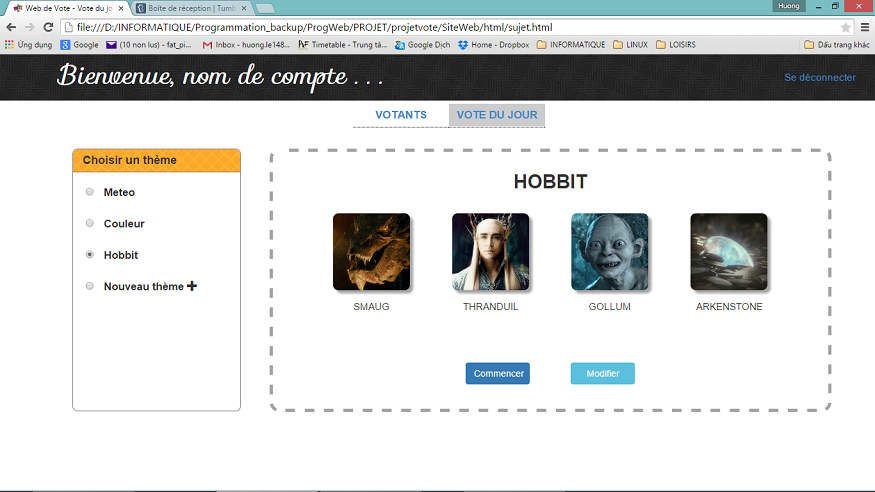 Huong
Web de Vote - Vote du jo
Boîte de réception | Tumb
file:///D:/INFORMATIQUE/Programmation_backup/ProgWeb/PROJET/projetvote/SiteWeb/html/sujet.html
Ứng dụng
Google
(10 non lus) - fat_pi...
Inbox - huong.le148...
Timetable - Trung tâ...
Google Dịch
Home - Dropbox
INFORMATIQUE
LINUX
LOISIRS
Dấu trang khác
Bienvenue, nom de compte . . .
Se déconnecter
VOTANTS
VOTE DU JOUR
Choisir un thème
Meteo
Couleur
Hobbit
Nouveau thème +
HOBBIT
SMAUG
THRANDUIL
GOLLUM
ARKENSTONE
Commencer
Modifier